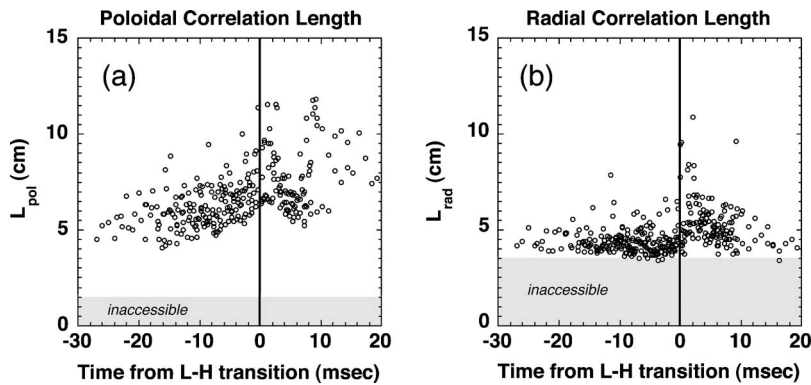 Poloidal Correlation Length
(a)
15
10
5
0
L_pol (cm)
inaccessible
-30 -20 -10 0 10 20
Time from L-H transition (msec)
Radial Correlation Length
(b)
15
10
5
0
L_rad (cm)
inaccessible
-30 -20 -10 0 10 20
Time from L-H transition (msec)